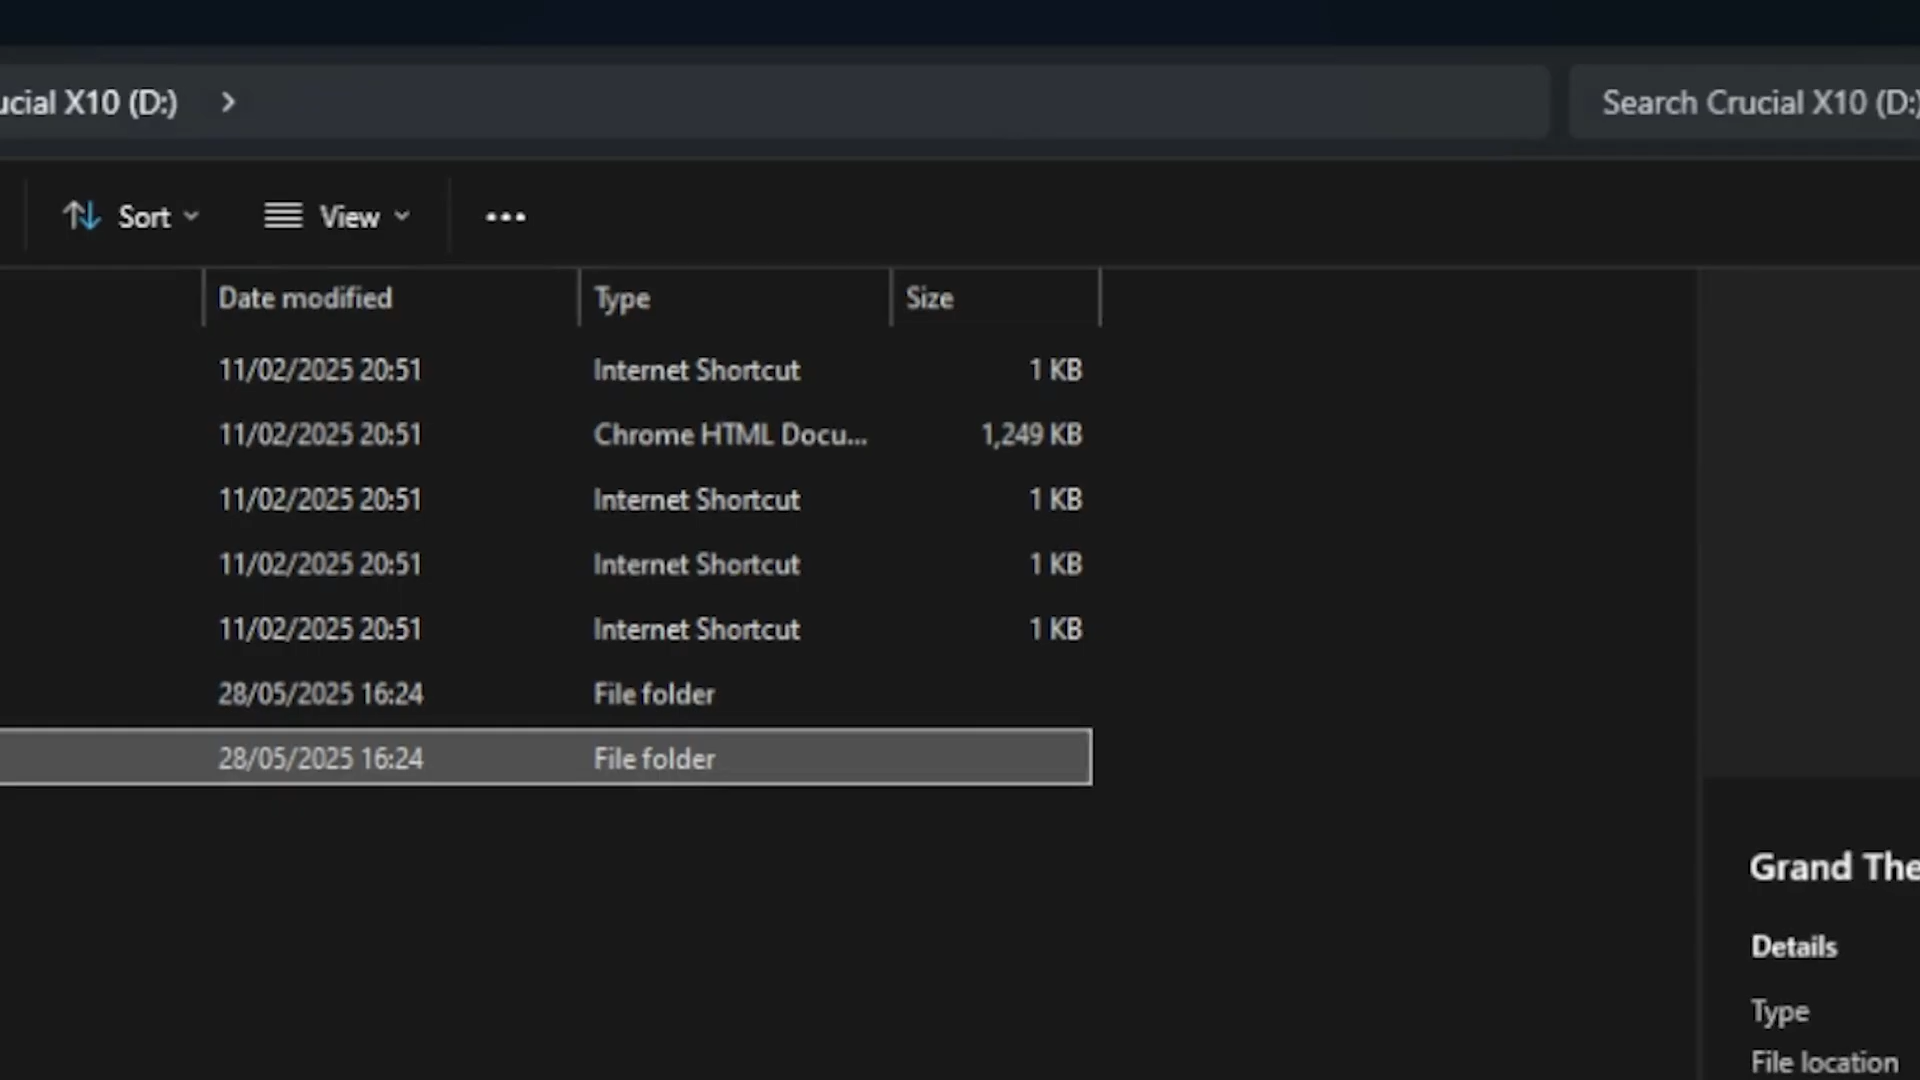 ucial X10 (D:) >
Search Crucial X10 (D:)
Sort
View
Date modified Type Size
11/02/2025 20:51 Internet Shortcut 1 KB
11/02/2025 20:51 Chrome HTML Docu... 1,249 KB
11/02/2025 20:51 Internet Shortcut 1 KB
11/02/2025 20:51 Internet Shortcut 1 KB
11/02/2025 20:51 Internet Shortcut 1 KB
28/05/2025 16:24 File folder
28/05/2025 16:24 File folder
Grand The
Details
Type
File location